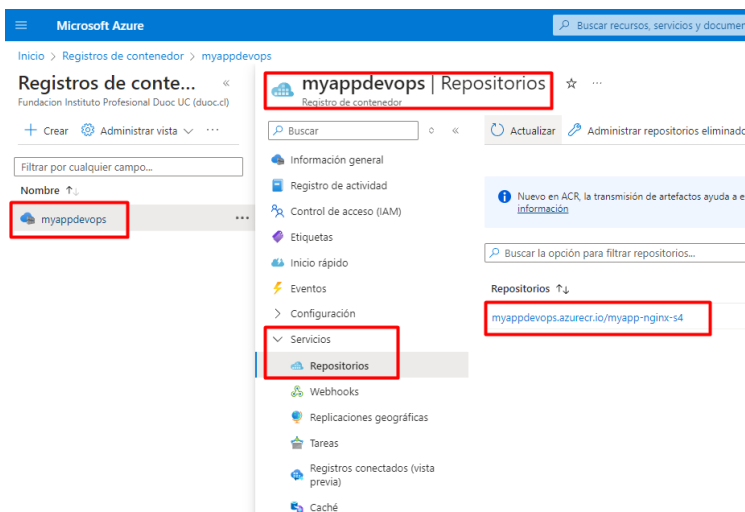 Microsoft Azure
Buscar recursos, servicios y documen
Inicio > Registros de contenedor > myappdevops
Registros de conte...
Fundacion Instituto Profesional Duoc UC (duoc.cl)
Crear
Administrar vista
Filtrar por cualquier campo...
Nombre
myappdevops
myappdevops | Repositorios
Registro de contenedor
Buscar
Información general
Registro de actividad
Control de acceso (IAM)
Etiquetas
Inicio rápido
Eventos
Configuración
Servicios
Repositorios
Webhooks
Replicaciones geográficas
Tareas
Registros conectados (vista
previa)
Caché
Actualizar
Administrar repositorios eliminado
Nuevo en ACR, la transmisión de artefactos ayuda a e
información
Buscar la opción para filtrar repositorios...
Repositorios
myappdevops.azurecr.io/myapp-nginx-s4